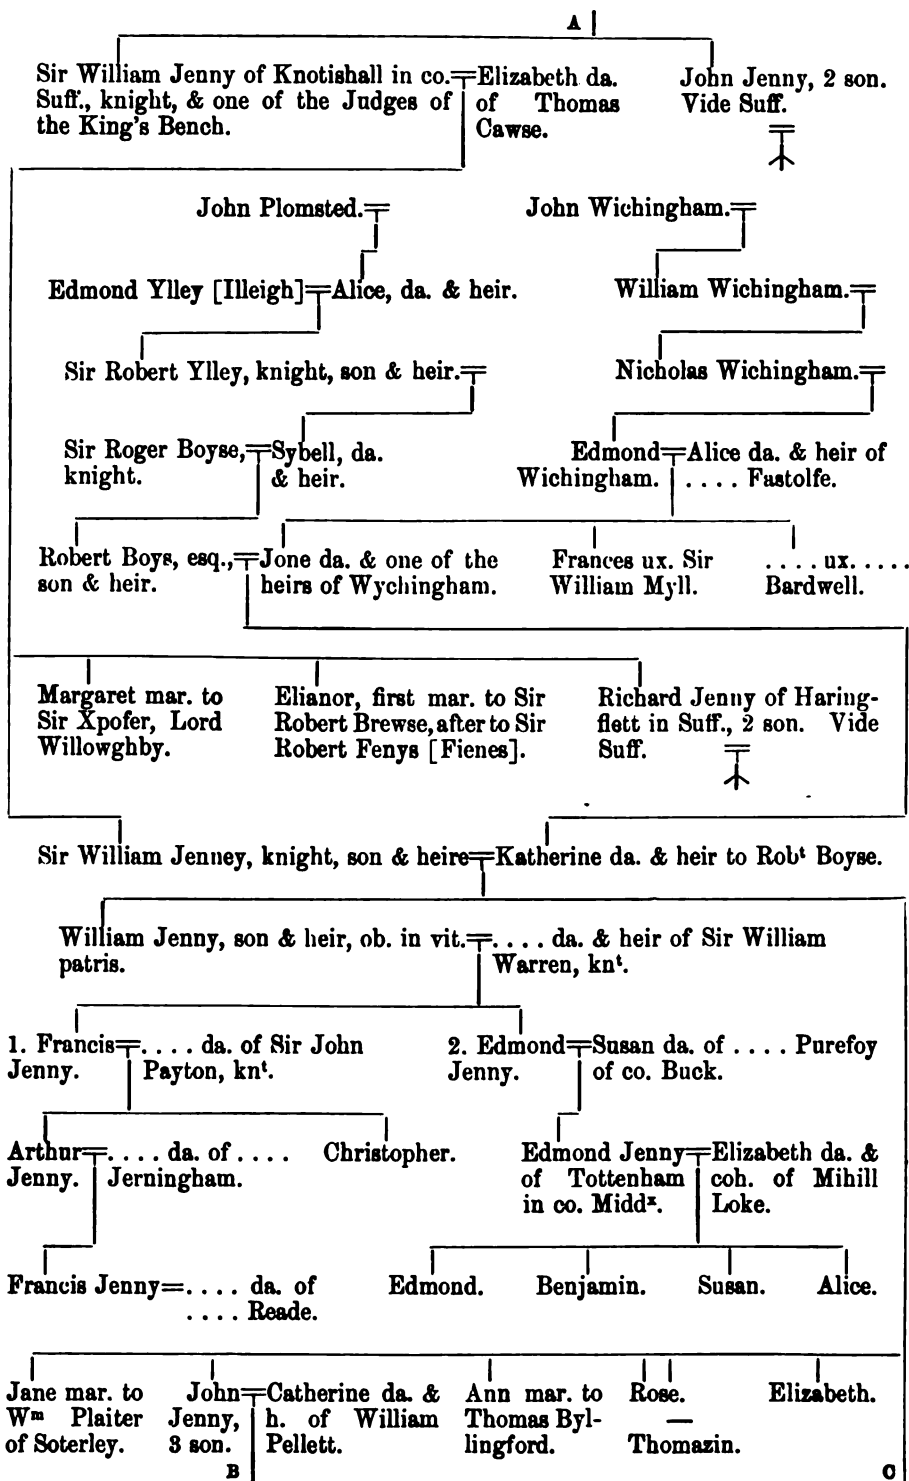 A
Sir William Jenny of Knotishall in co. Suff., knight, & one of the Judges of the King's Bench.
Elizabeth da. of Thomas Cawse.
John Jenny, 2 son. Vide Suff.
John Plomsted.
John Wichingham.
Edmond Ylley [Illeigh]
Alice, da. & heir.
William Wichingham.
Sir Robert Ylley, knight, son & heir.
Nicholas Wichingham.
Sir Roger Boyse, knight.
Sybell, da. & heir.
Edmond Wichingham.
Alice da. & heir of .... Fastolfe.
Robert Boys, esq., son & heir.
Jone da. & one of the heirs of Wychingham.
Frances ux. Sir William Myll.
.... ux..... Bardwell.
Margaret mar. to Sir Xpofer, Lord Willowghby.
Elianor, first mar. to Sir Robert Brewse, after to Sir Robert Fenys [Fienes].
Richard Jenny of Haring-flett in Suff., 2 son. Vide Suff.
Sir William Jenney, knight, son & heire
Katherine da. & heir to Robᵗ Boyse.
William Jenny, son & heir, ob. in vit. patris.
.... da. & heir of Sir William Warren, knᵗ.
1. Francis Jenny.
.... da. of Sir John Payton, knᵗ.
2. Edmond Jenny.
Susan da. of .... Purefoy of co. Buck.
Arthur Jenny.
.... da. of .... Jerningham.
Christopher.
Edmond Jenny of Tottenham in co. Middˣ.
Elizabeth da. & coh. of Mihill Loke.
Francis Jenny
.... da. of .... Reade.
Edmond.
Benjamin.
Susan.
Alice.
Jane mar. to Wᵐ Plaiter of Soterley.
John Jenny, 3 son.
Catherine da. & h. of William Pellett.
Ann mar. to Thomas Byl-lingford.
Rose.
—
Thomazin.
Elizabeth.
B
C